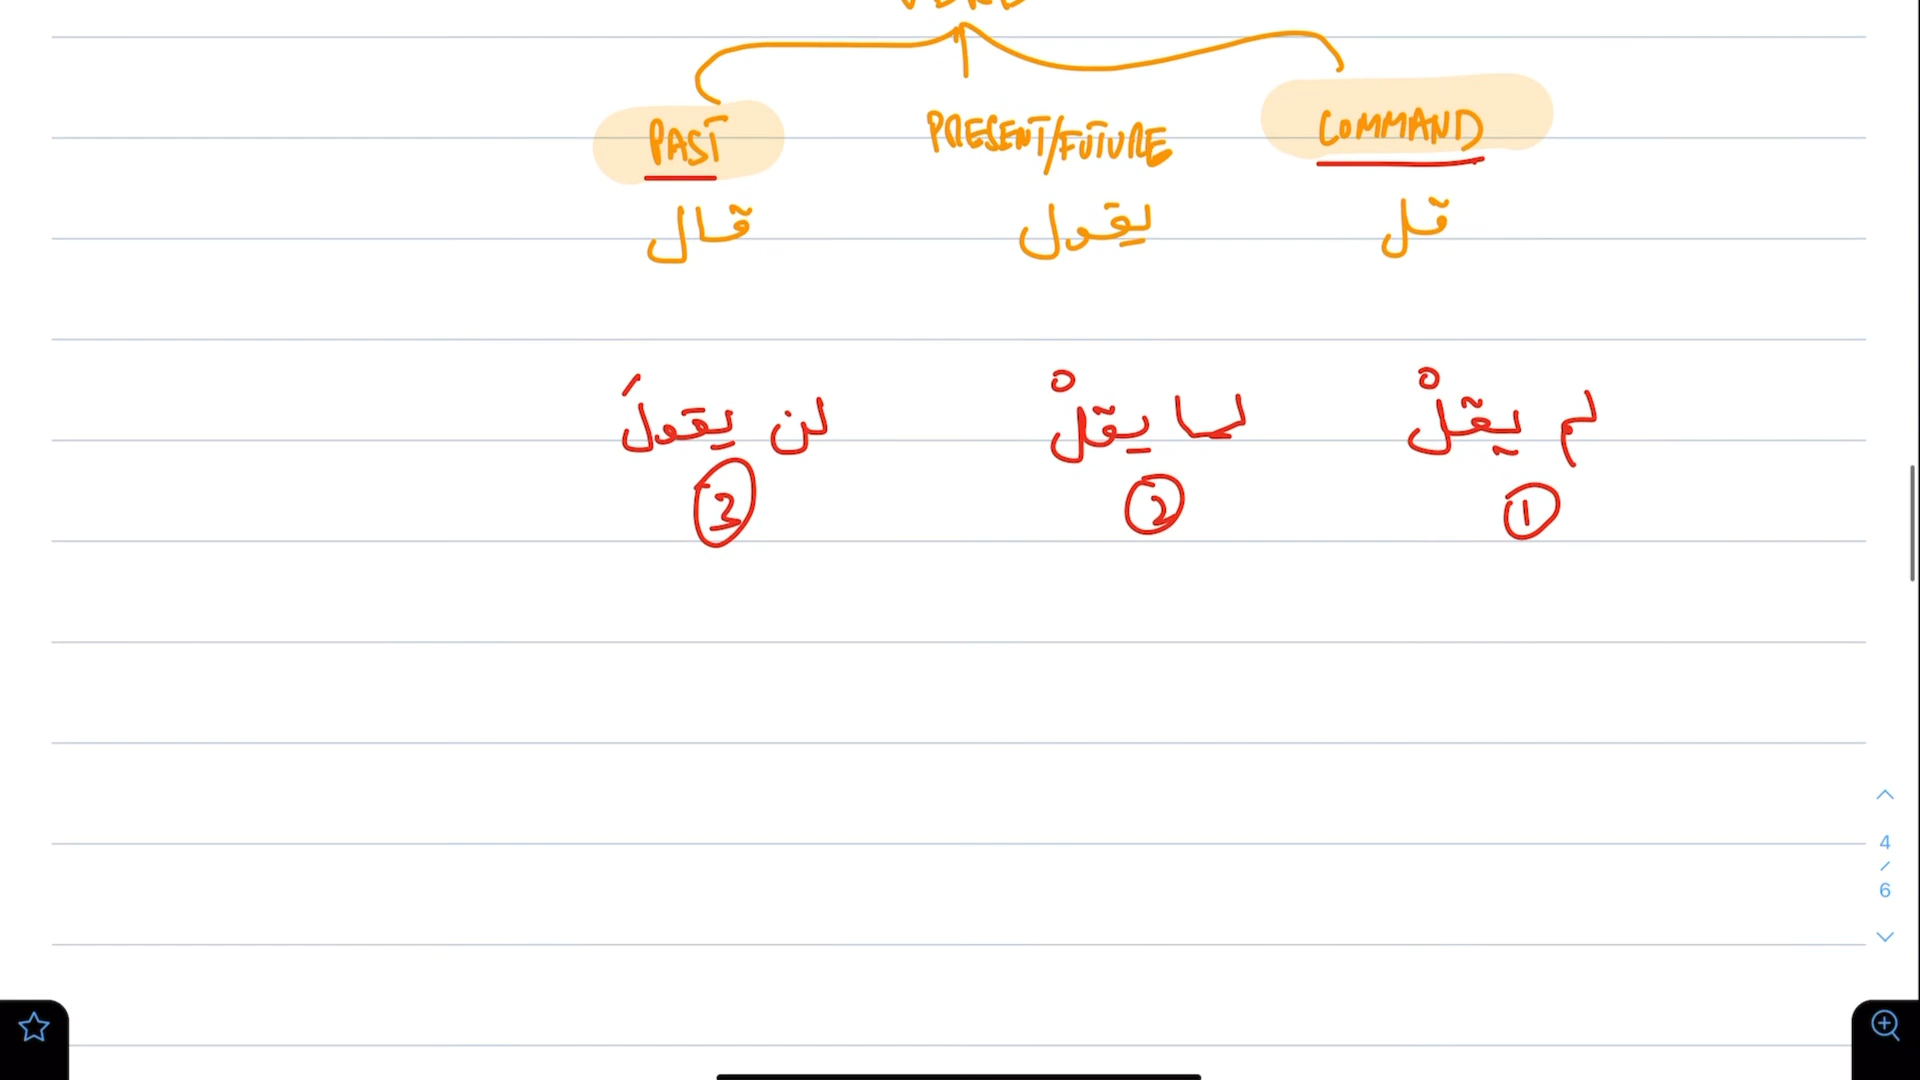 PAST PRESENT/FUTURE COMMAND
قال يقول قل
لم يقلْ لما يقلْ لن يقولَ
1 2 3
4
/
6